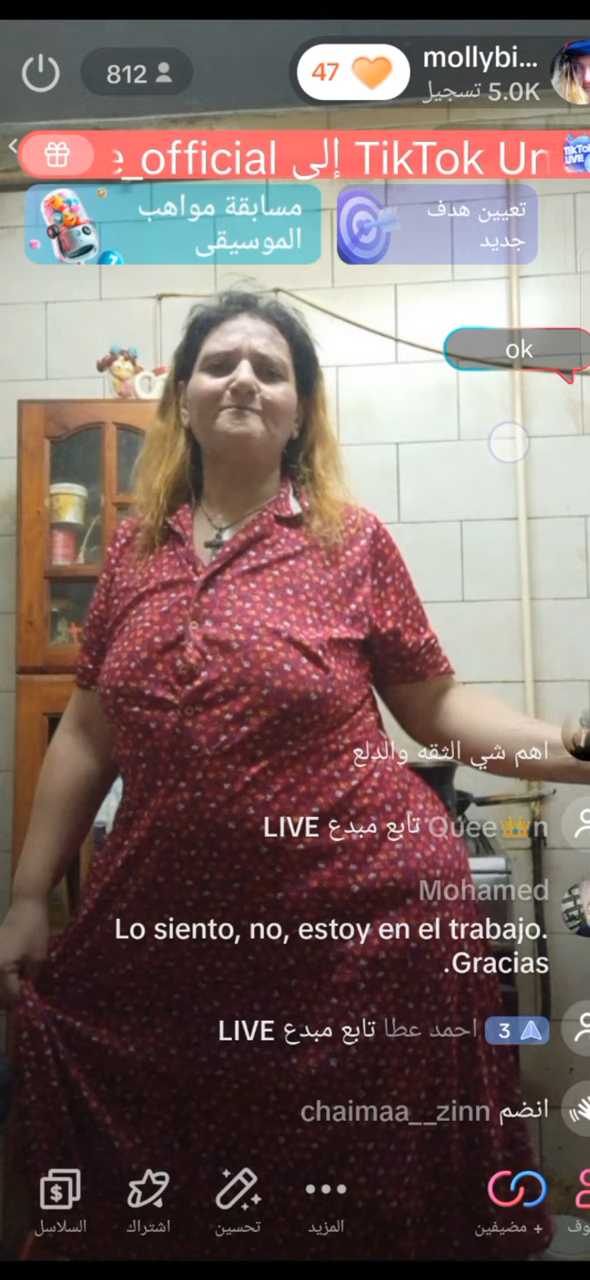 812
47
mollybi...
5.0K تسجيل
e_official إلى TikTok Un
TikTok LIVE
مسابقة مواهب
الموسيقى
تعيين هدف
جديد
ok
اهم شي الثقه والدلع
Quee👑n تابع مبدع LIVE
Mohamed
Lo siento, no, estoy en el trabajo.
Gracias.
3 احمد عطا تابع مبدع LIVE
chaimaa__zinn انضم
السلاسل
اشتراك
تحسين
المزيد
+ مضيفين